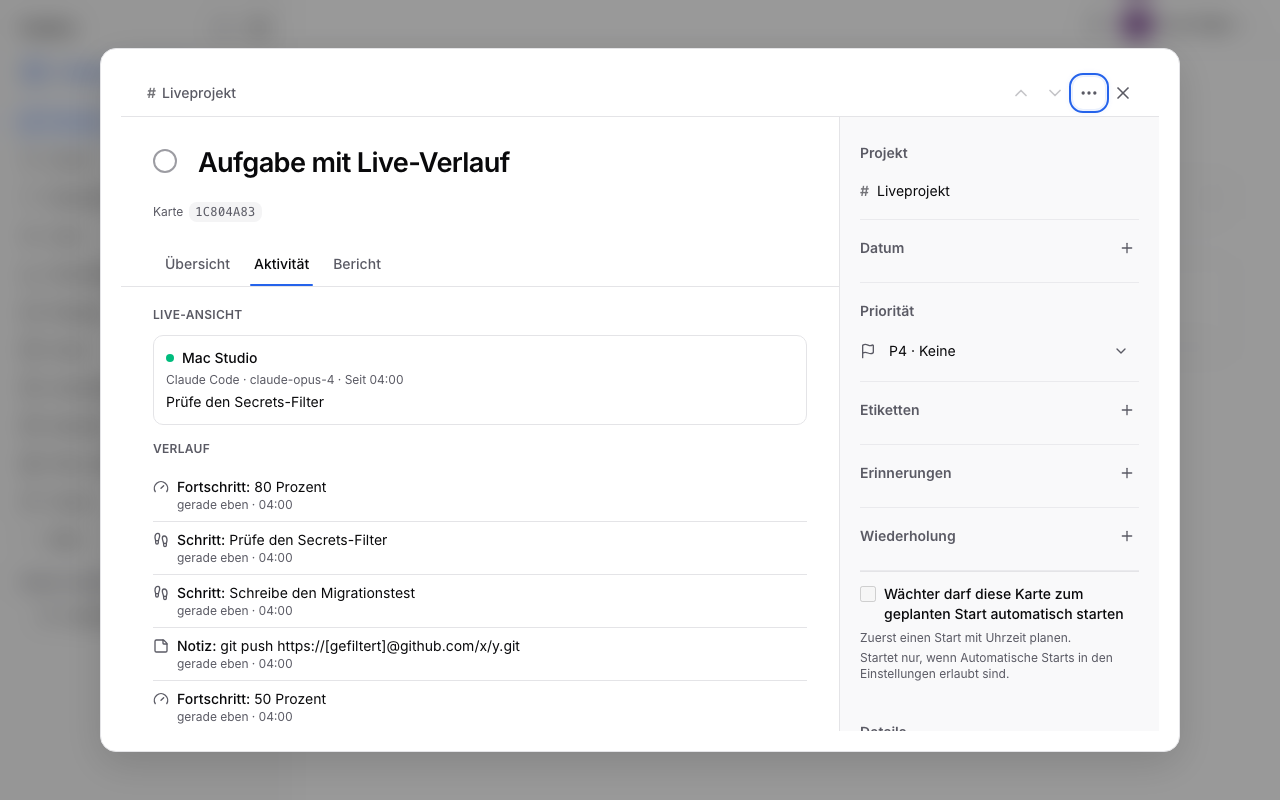 # Liveprojekt
Aufgabe mit Live-Verlauf
Karte 1C804A83
Übersicht Aktivität Bericht
LIVE-ANSICHT
Mac Studio
Claude Code · claude-opus-4 · Seit 04:00
Prüfe den Secrets-Filter
VERLAUF
Fortschritt: 80 Prozent
gerade eben · 04:00
Schritt: Prüfe den Secrets-Filter
gerade eben · 04:00
Schritt: Schreibe den Migrationstest
gerade eben · 04:00
Notiz: git push https://[gefiltert]@github.com/x/y.git
gerade eben · 04:00
Fortschritt: 50 Prozent
gerade eben · 04:00
Projekt
# Liveprojekt
Datum
Priorität
P4 · Keine
Etiketten
Erinnerungen
Wiederholung
Wächter darf diese Karte zum
geplanten Start automatisch starten
Zuerst einen Start mit Uhrzeit planen.
Startet nur, wenn Automatische Starts in den
Einstellungen erlaubt sind.
Details